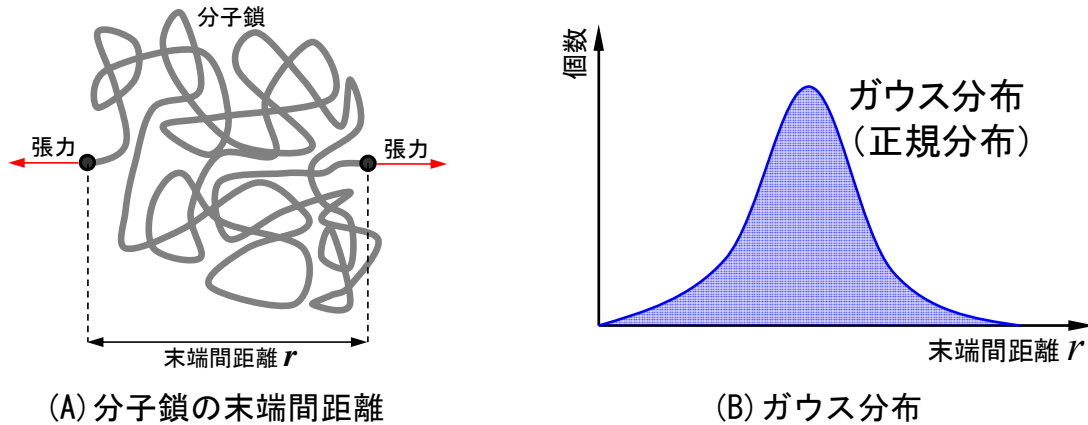 分子鎖
張力
張力
末端間距離 r
(A)分子鎖の末端間距離
個数
ガウス分布
（正規分布）
末端間距離 r
(B)ガウス分布